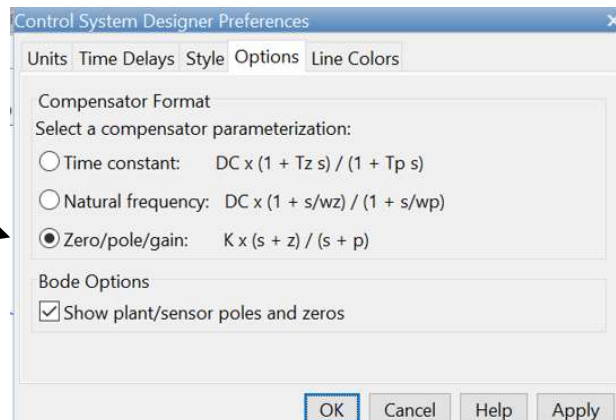 Control System Designer Preferences
Units Time Delays Style Options Line Colors
Compensator Format
Select a compensator parameterization:
Time constant: DC x (1 + Tz s) / (1 + Tp s)
Natural frequency: DC x (1 + s/wz) / (1 + s/wp)
Zero/pole/gain: K x (s + z) / (s + p)
Bode Options
Show plant/sensor poles and zeros
OK Cancel Help Apply